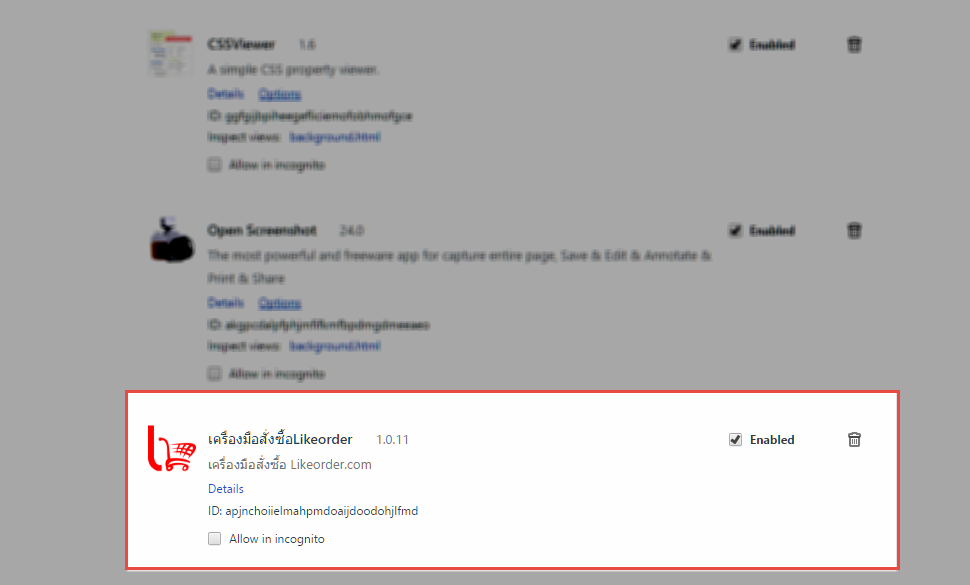 CSSViewer 1.6 Enabled
A simple CSS property viewer.
Details Options
Inspect views: background.html
Allow in incognito
Open Screenshot 24.0 Enabled
The most powerful and freeware app for capture entire page, Save & Edit & Annotate &
Print & Share
Details Options
Inspect views: background.html
Allow in incognito
เครื่องมือสั่งซื้อLikeorder 1.0.11 Enabled
เครื่องมือสั่งซื้อ Likeorder.com
Details
ID: apjnchoiielmahpmdoaijdoodohjlfmd
Allow in incognito